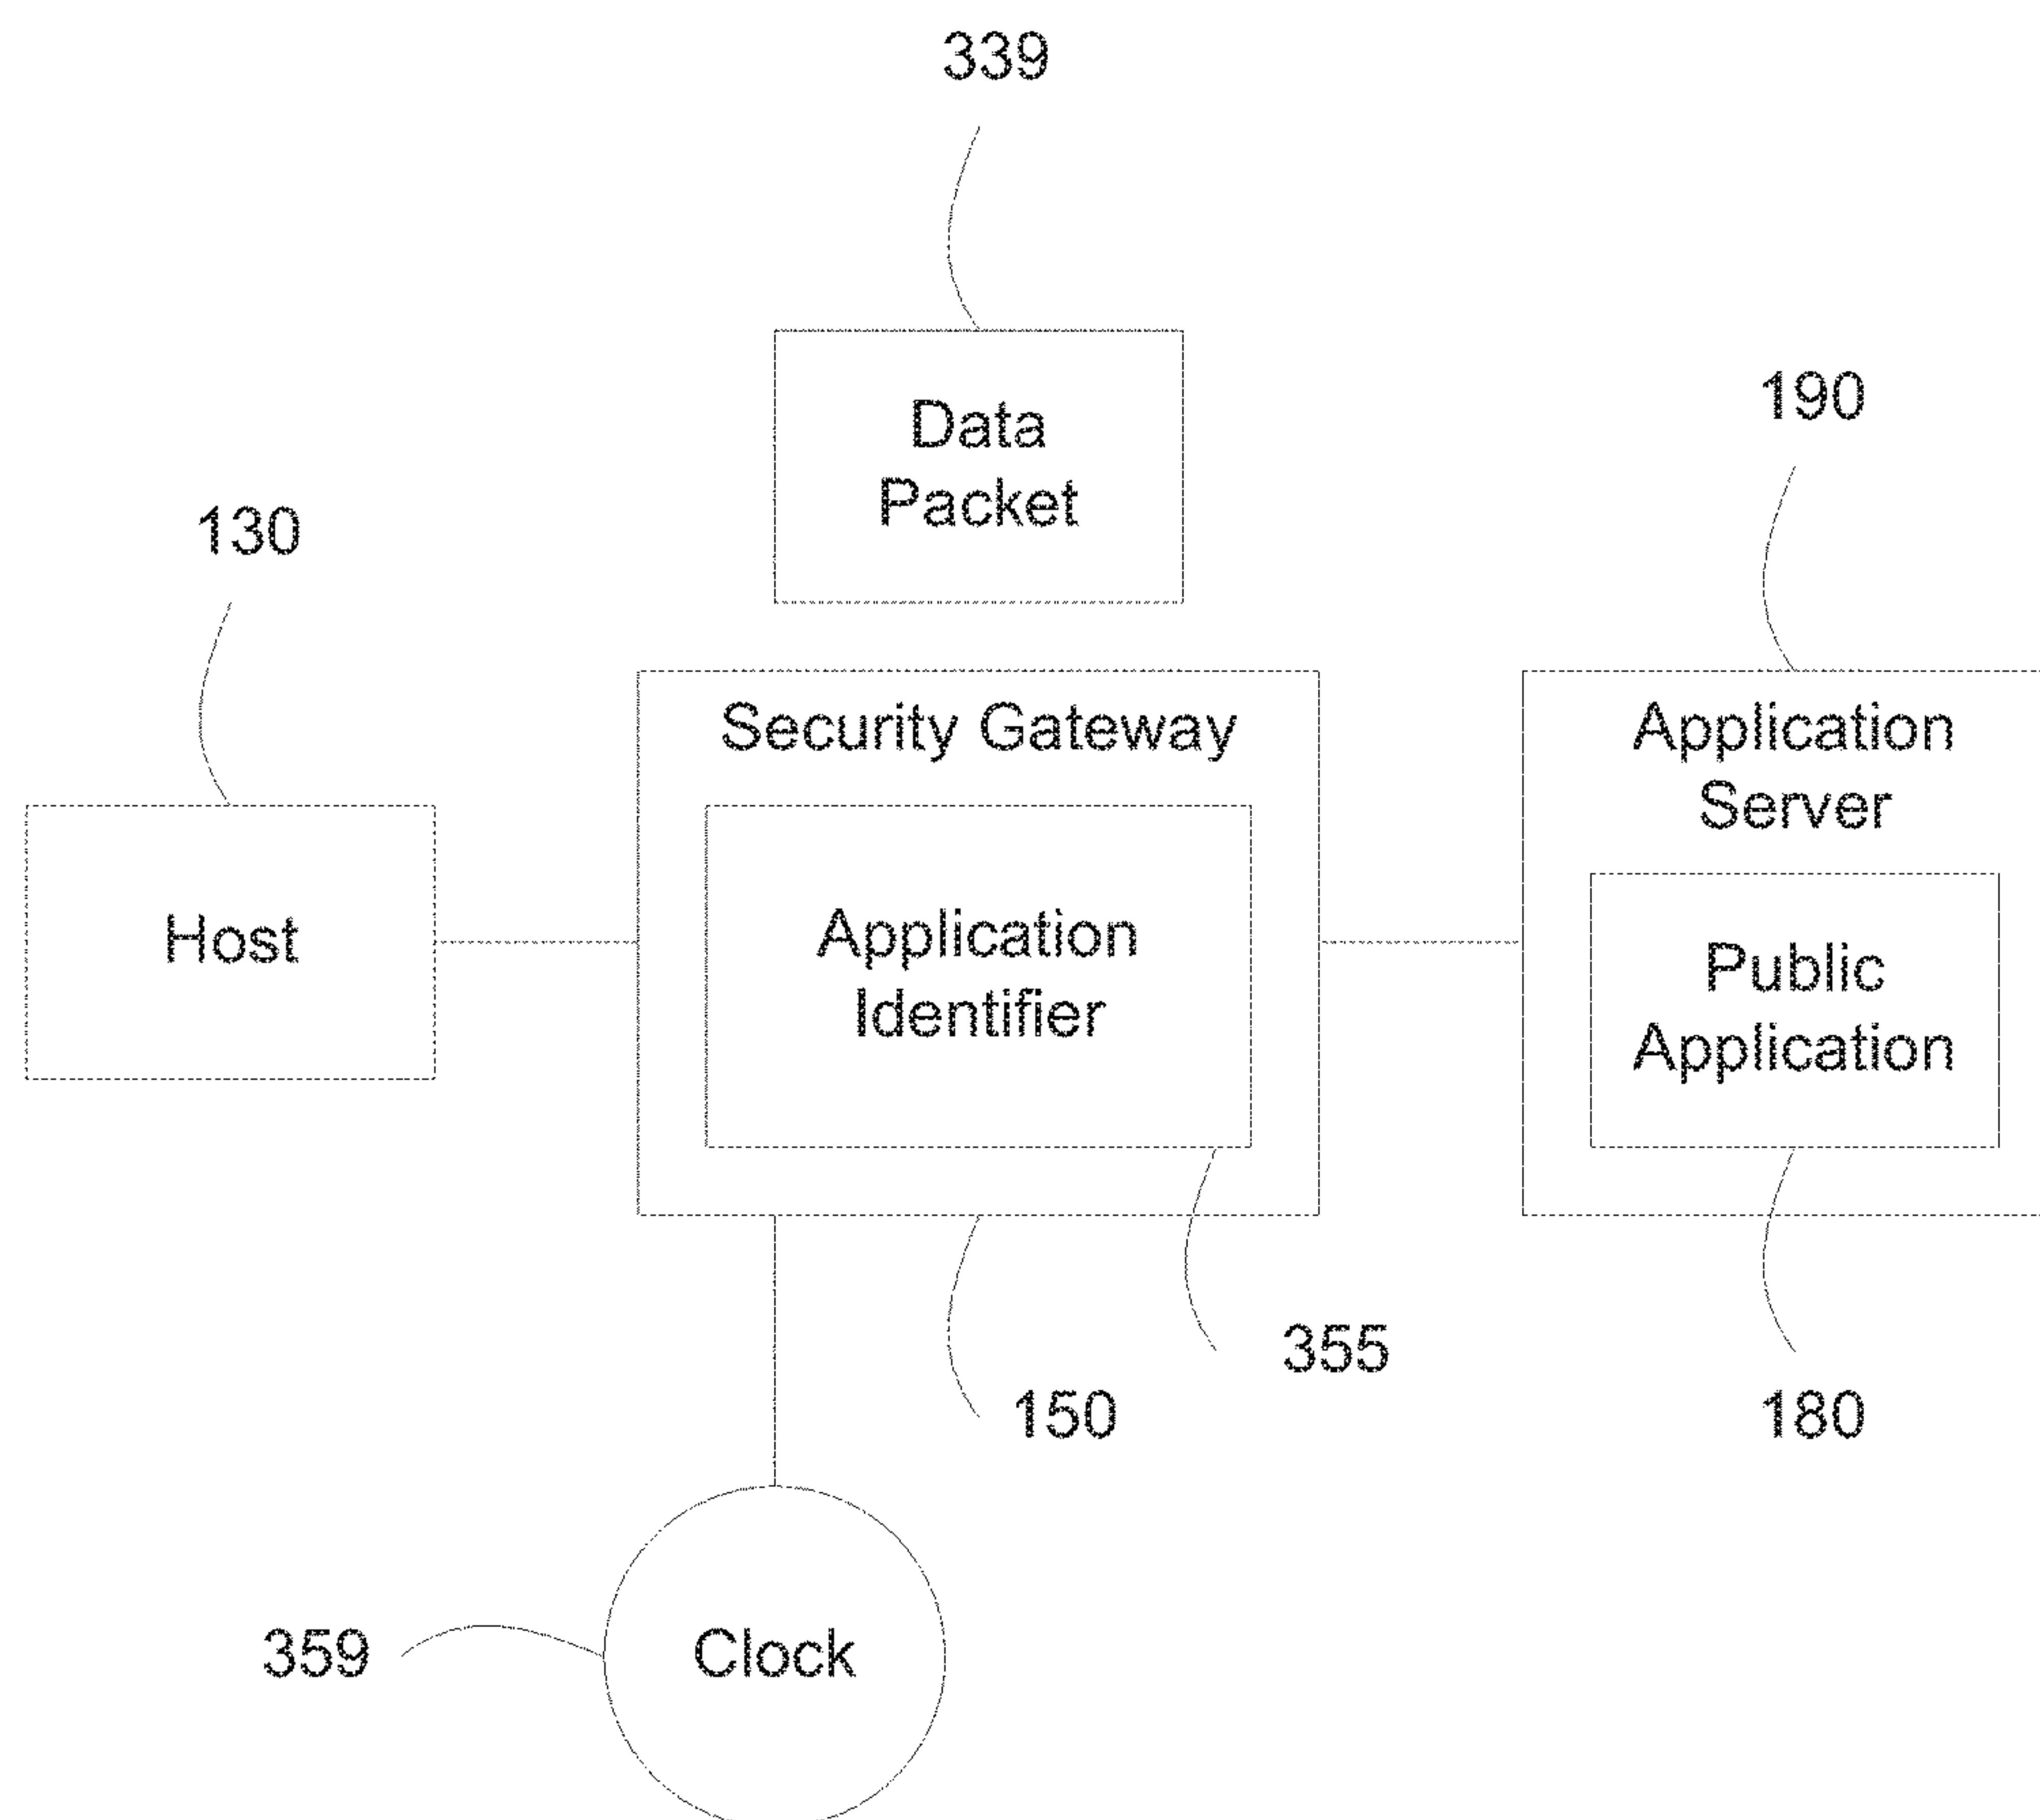 339
Data
Packet
190
130
Security Gateway
Application
Server
Host
Application
Identifier
Public
Application
355
150
180
359
Clock